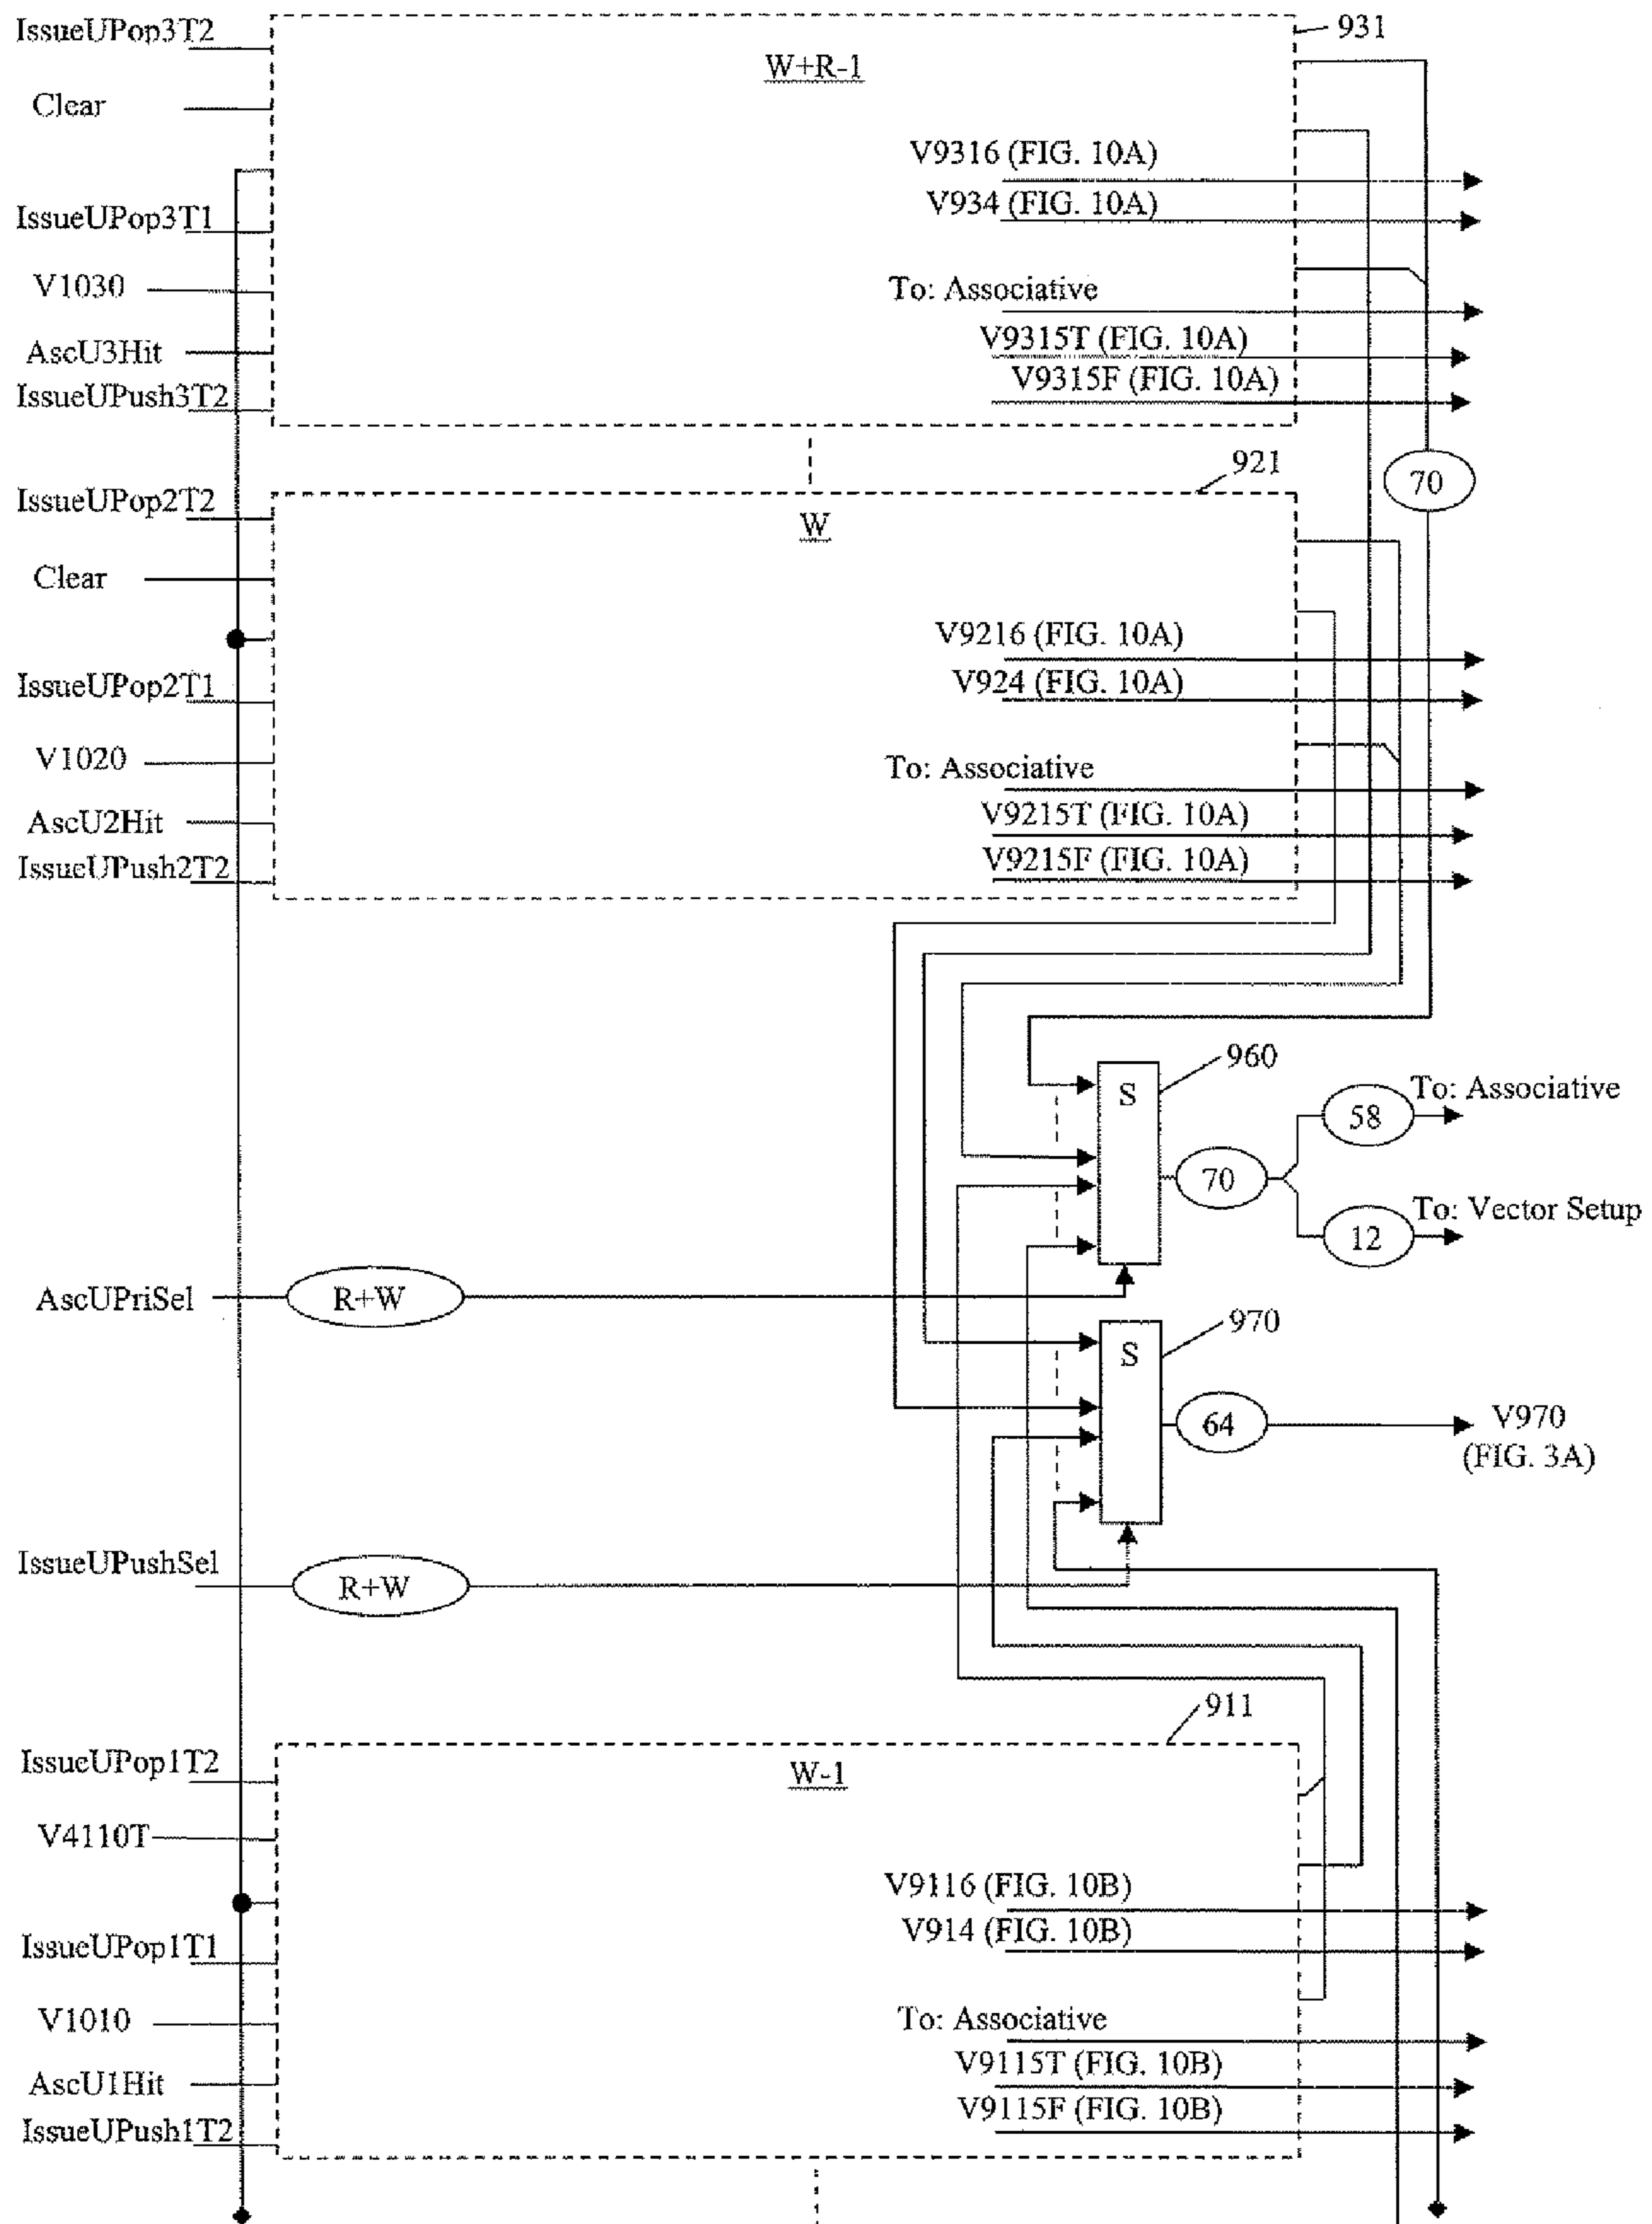 IssueUPop3T2
931
W+R-1
Clear
V9316 (FIG. 10A)
V934 (FIG. 10A)
IssueUPop3T1
V1030
To: Associative
AscU3Hit
V9315T (FIG. 10A)
IssueUPush3T2
V9315F (FIG. 10A)
921
70
IssueUPop2T2
W
Clear
V9216 (FIG. 10A)
IssueUPop2T1
V924 (FIG. 10A)
V1020
To: Associative
AscU2Hit
V9215T (FIG. 10A)
IssueUPush2T2
V9215F (FIG. 10A)
960
S
58
To: Associative
70
12
To: Vector Setup
AscUPriSel
R+W
970
S
64
V970
(FIG. 3A)
IssueUPushSel
R+W
911
IssueUPop1T2
W-1
V4110T
V9116 (FIG. 10B)
V914 (FIG. 10B)
IssueUPop1T1
V1010
To: Associative
V9115T (FIG. 10B)
AscU1Hit
V9115F (FIG. 10B)
IssueUPush1T2